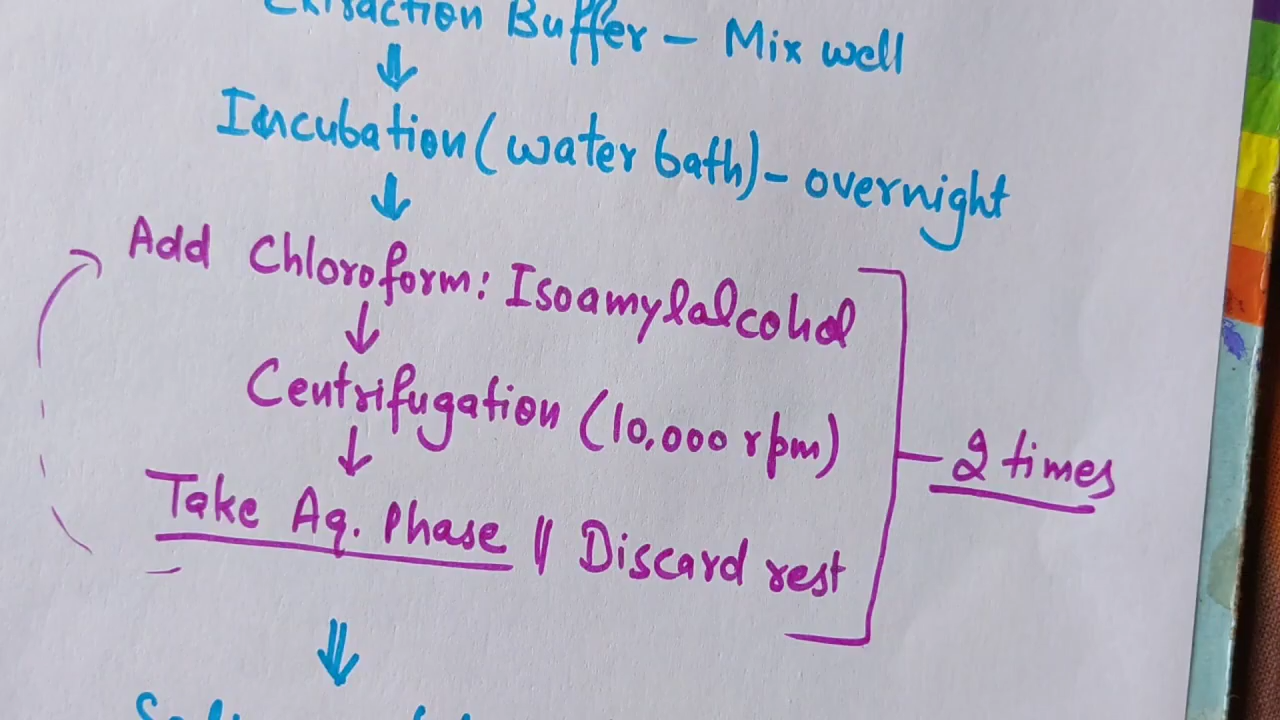 Extraction Buffer - Mix well
⇓
Incubation (water bath) - overnight
⇓
Add Chloroform: Isoamylalcohol
↓
Centrifugation (10,000 rpm)
2 times
↓
Take Aq. Phase || Discard rest
⇓